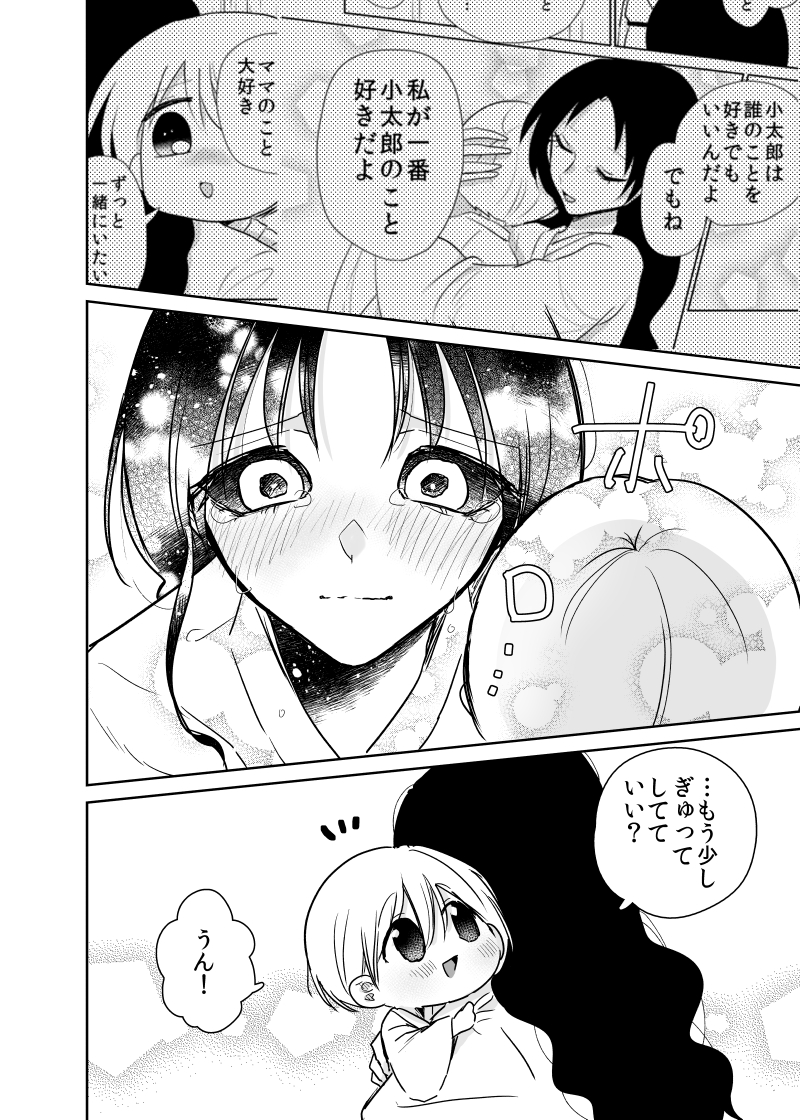 と
と
…
小太郎は
誰のことを
好きでも
いいんだよ
でもね
私が一番
小太郎のこと
好きだよ
ママのこと
大好き
ずっと
一緒にいたい
ポ
ロ…
…もう少し
ぎゅって
してて
いい?
うん!